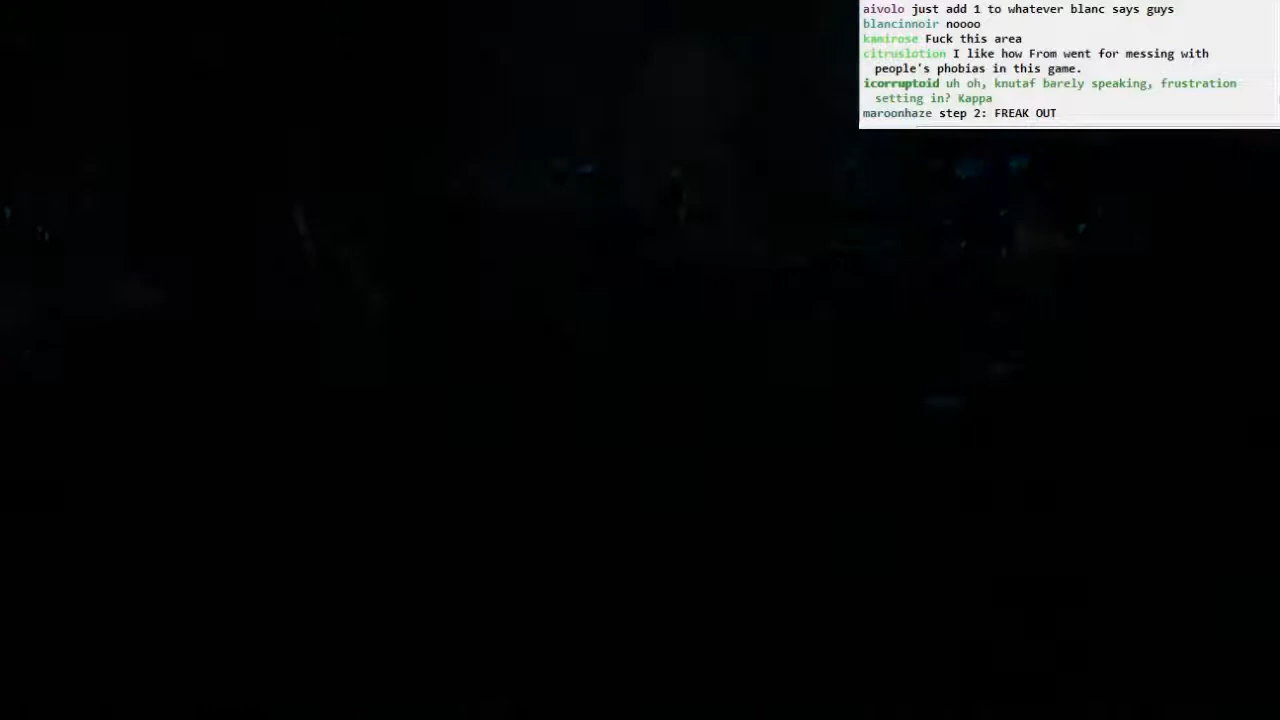 aivolo just add 1 to whatever blanc says guys
blancinnoir noooo
kamirose Fuck this area
citruslotion I like how From went for messing with
people's phobias in this game.
icorruptoid uh oh, knutaf barely speaking, frustration
setting in? Kappa
maroonhaze step 2: FREAK OUT